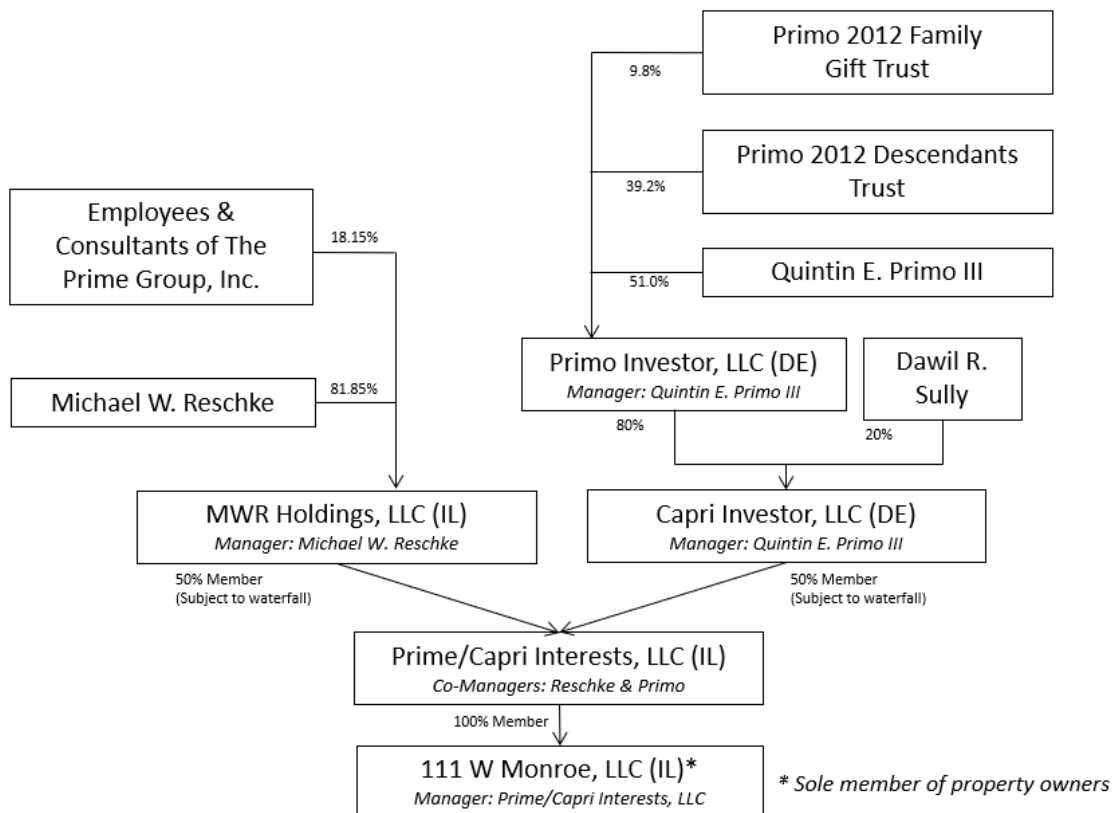 Primo 2012 Family
Gift Trust
9.8%
Primo 2012 Descendants
Trust
39.2%
Employees &
Consultants of The
Prime Group, Inc.
18.15%
Quintin E. Primo III
51.0%
Primo Investor, LLC (DE)
Manager: Quintin E. Primo III
Dawil R.
Sully
Michael W. Reschke
81.85%
80%
20%
MWR Holdings, LLC (IL)
Manager: Michael W. Reschke
Capri Investor, LLC (DE)
Manager: Quintin E. Primo III
50% Member
(Subject to waterfall)
50% Member
(Subject to waterfall)
Prime/Capri Interests, LLC (IL)
Co-Managers: Reschke & Primo
100% Member
111 W Monroe, LLC (IL)*
Manager: Prime/Capri Interests, LLC
* Sole member of property owners